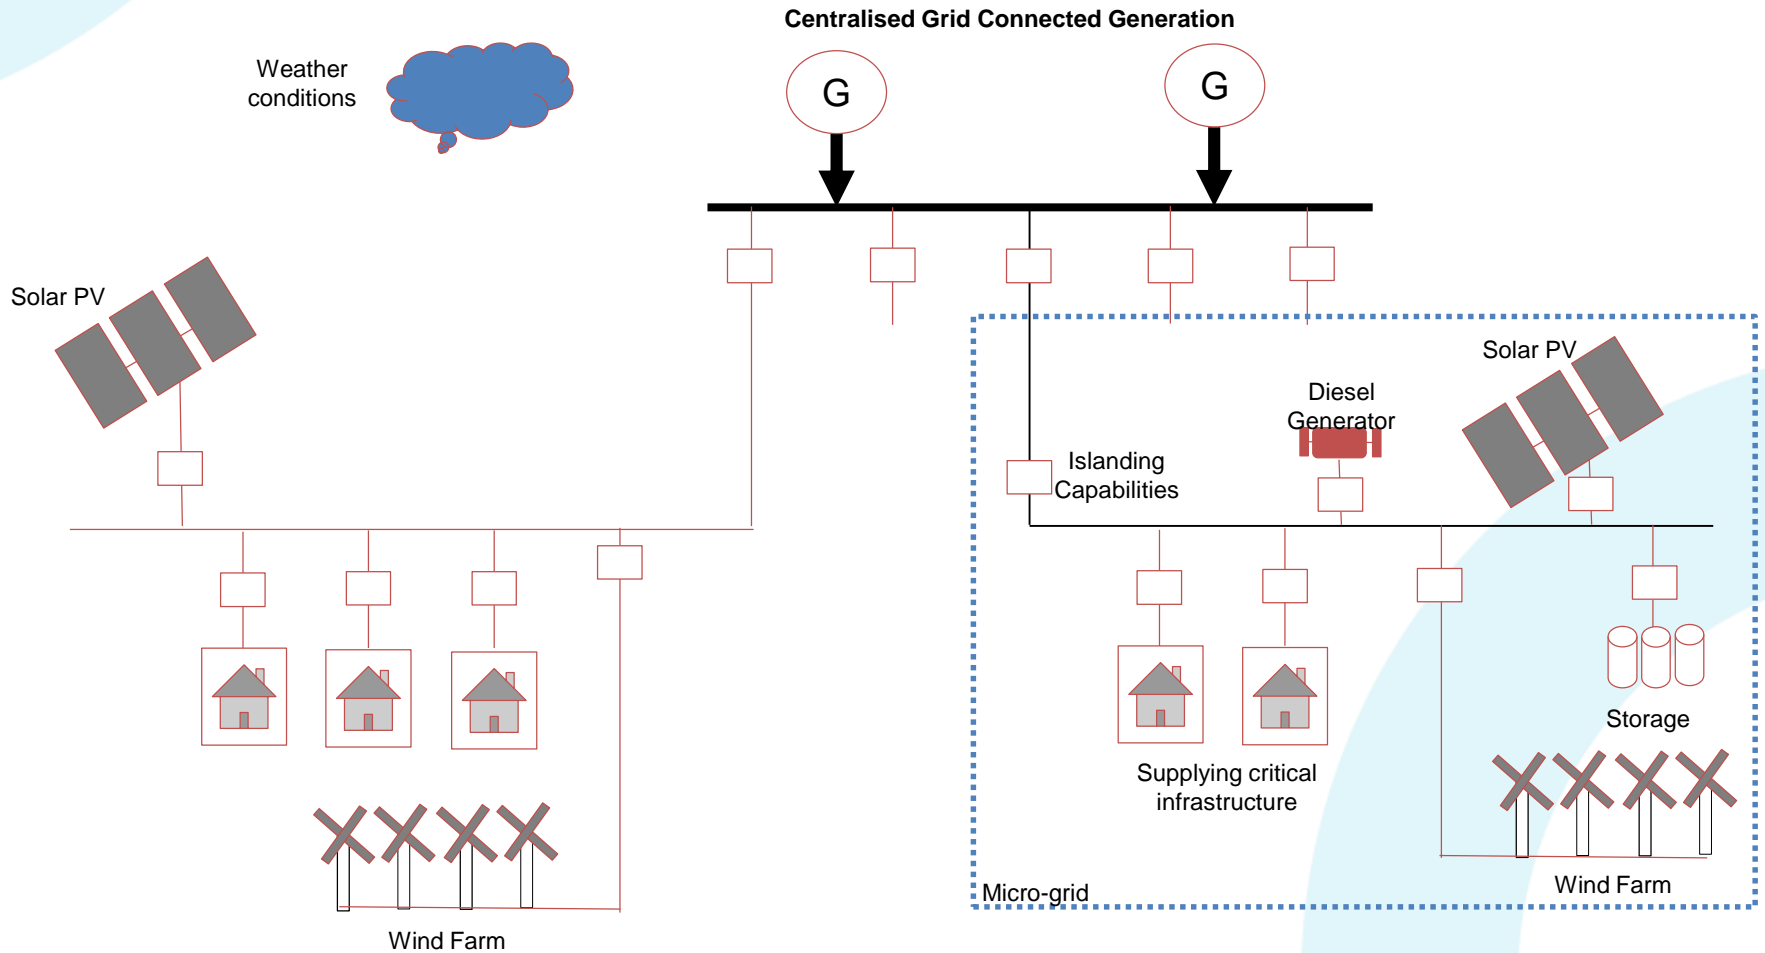 Centralised Grid Connected Generation
Weather
conditions
G
G
Solar PV
Solar PV
Diesel
Generator
Islanding
Capabilities
Storage
Supplying critical
infrastructure
Micro-grid
Wind Farm
Wind Farm